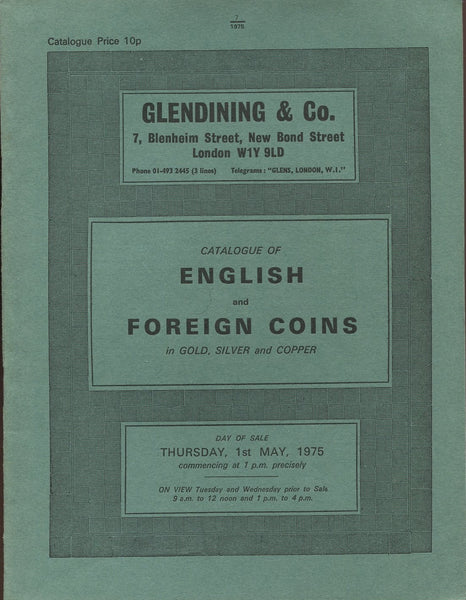 7
1975
Catalogue Price 10p
GLENDINING & Co.
7, Blenheim Street, New Bond Street
London W1Y 9LD
Phone 01-493 2445 (3 lines) Telegrams: "GLENS, LONDON, W.1."
CATALOGUE OF
ENGLISH
and
FOREIGN COINS
in GOLD, SILVER and COPPER
DAY OF SALE
THURSDAY, 1st MAY, 1975
commencing at 1 p.m. precisely
ON VIEW Tuesday and Wednesday prior to Sale
9 a.m. to 12 noon and 1 p.m. to 4 p.m.